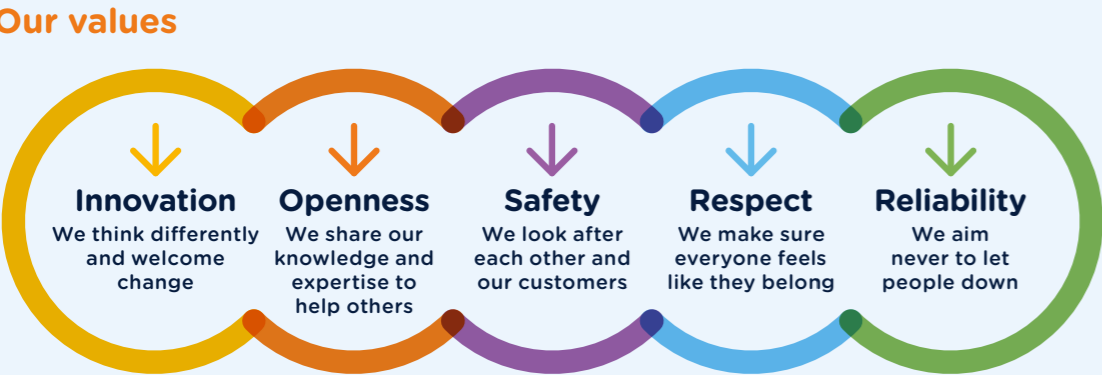 Our values
Innovation
We think differently
and welcome
change
Openness
We share our
knowledge and
expertise to
help others
Safety
We look after
each other and
our customers
Respect
We make sure
everyone feels
like they belong
Reliability
We aim
never to let
people down